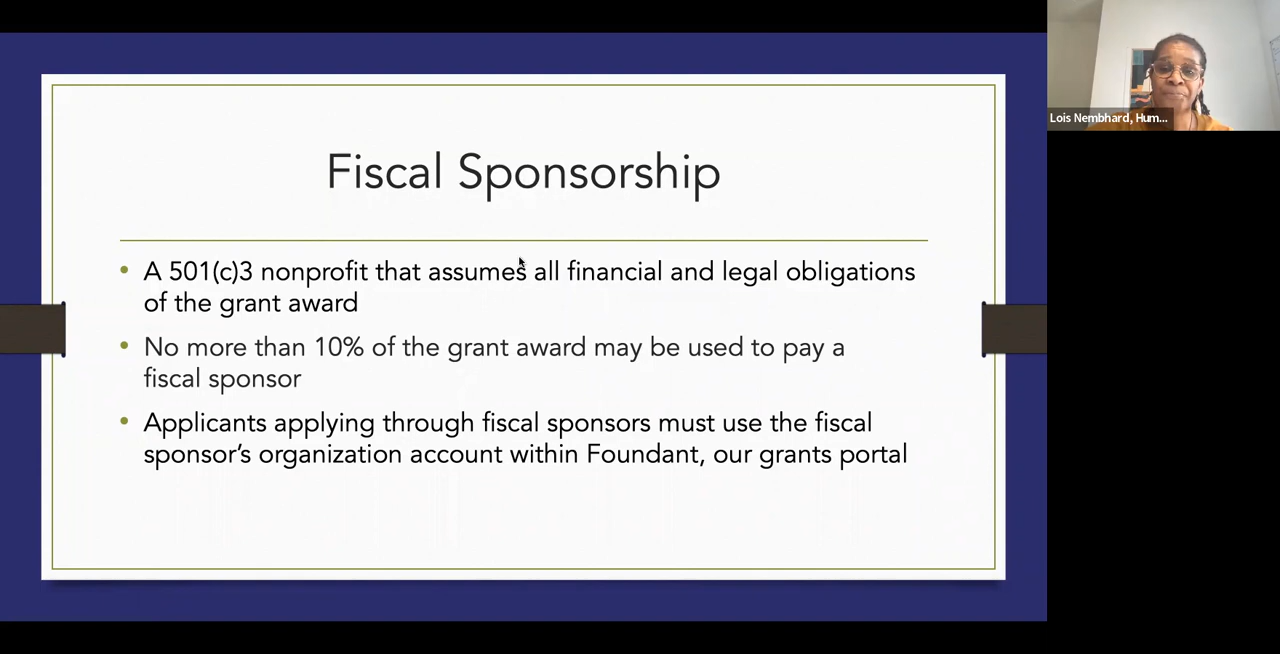 Fiscal Sponsorship
• A 501(c)3 nonprofit that assumes all financial and legal obligations
of the grant award
• No more than 10% of the grant award may be used to pay a
fiscal sponsor
• Applicants applying through fiscal sponsors must use the fiscal
sponsor’s organization account within Foundant, our grants portal
Lois Nembhard, Hum...